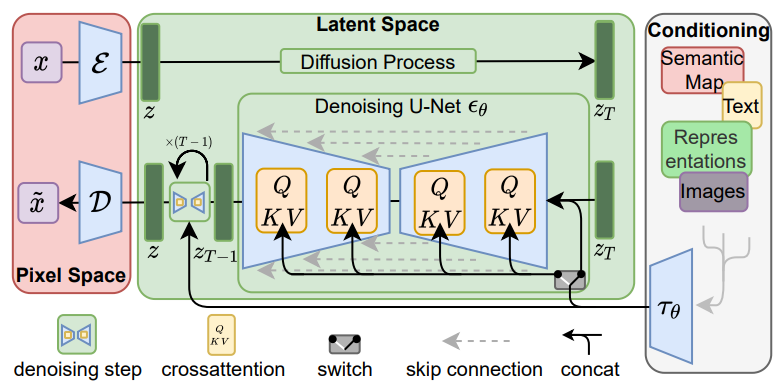 Latent Space
Conditioning
x
ℰ
z
Diffusion Process
z_T
Semantic
Map
Text
Repres
entations
Images
Denoising U-Net ϵ_θ
×(T−1)
x̃
𝒟
z
z_{T−1}
Q
KV
Q
KV
Q
KV
Q
KV
z_T
τ_θ
Pixel Space
Q
KV
denoising step
crossattention
switch
skip connection
concat